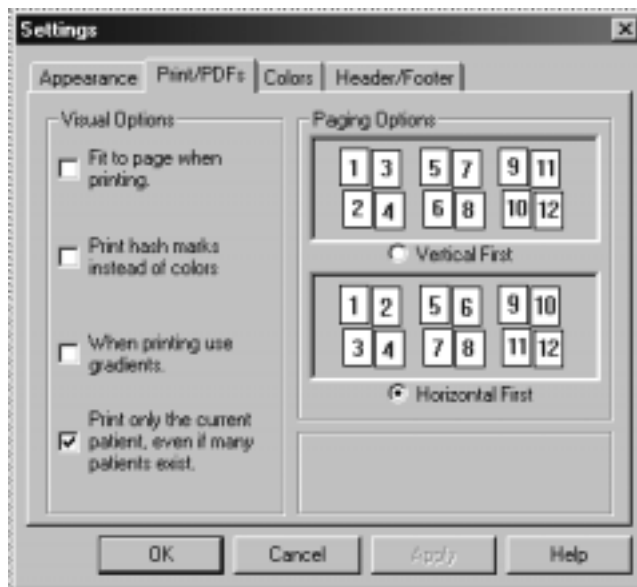 Settings
Appearance Print/PDFs Colors Header/Footer
Visual Options
Fit to page when
printing.
Print hash marks
instead of colors
When printing use
gradients.
Print only the current
patient, even if many
patients exist.
Paging Options
1 3 5 7 9 11
2 4 6 8 10 12
Vertical First
1 2 5 6 9 10
3 4 7 8 11 12
Horizontal First
OK Cancel Apply Help